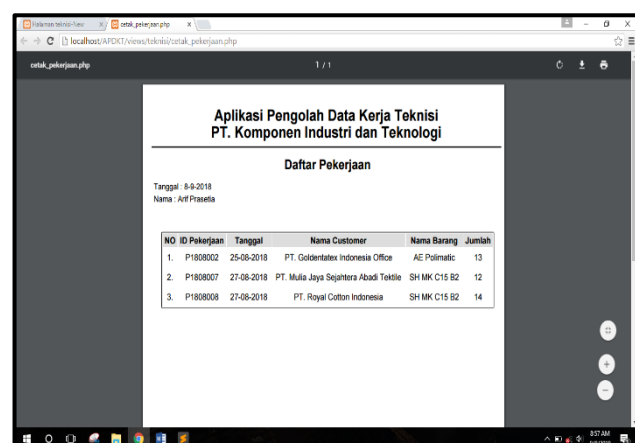 Halaman teknisi-View
cetak_pekerjaan.php
localhost/APDKT/views/teknisi/cetak_pekerjaan.php
cetak_pekerjaan.php 1 / 1
Aplikasi Pengolah Data Kerja Teknisi
PT. Komponen Industri dan Teknologi
Daftar Pekerjaan
Tanggal : 8-9-2018
Nama : Arif Prasetia
NO ID Pekerjaan Tanggal Nama Customer Nama Barang Jumlah
1. P1808002 25-08-2018 PT. Goldentatex Indonesia Office AE Polimatic 13
2. P1808007 27-08-2018 PT. Mulia Jaya Sejahtera Abadi Tektile SH MK C15 B2 12
3. P1808008 27-08-2018 PT. Royal Cotton Indonesia SH MK C15 B2 14
8:57 AM